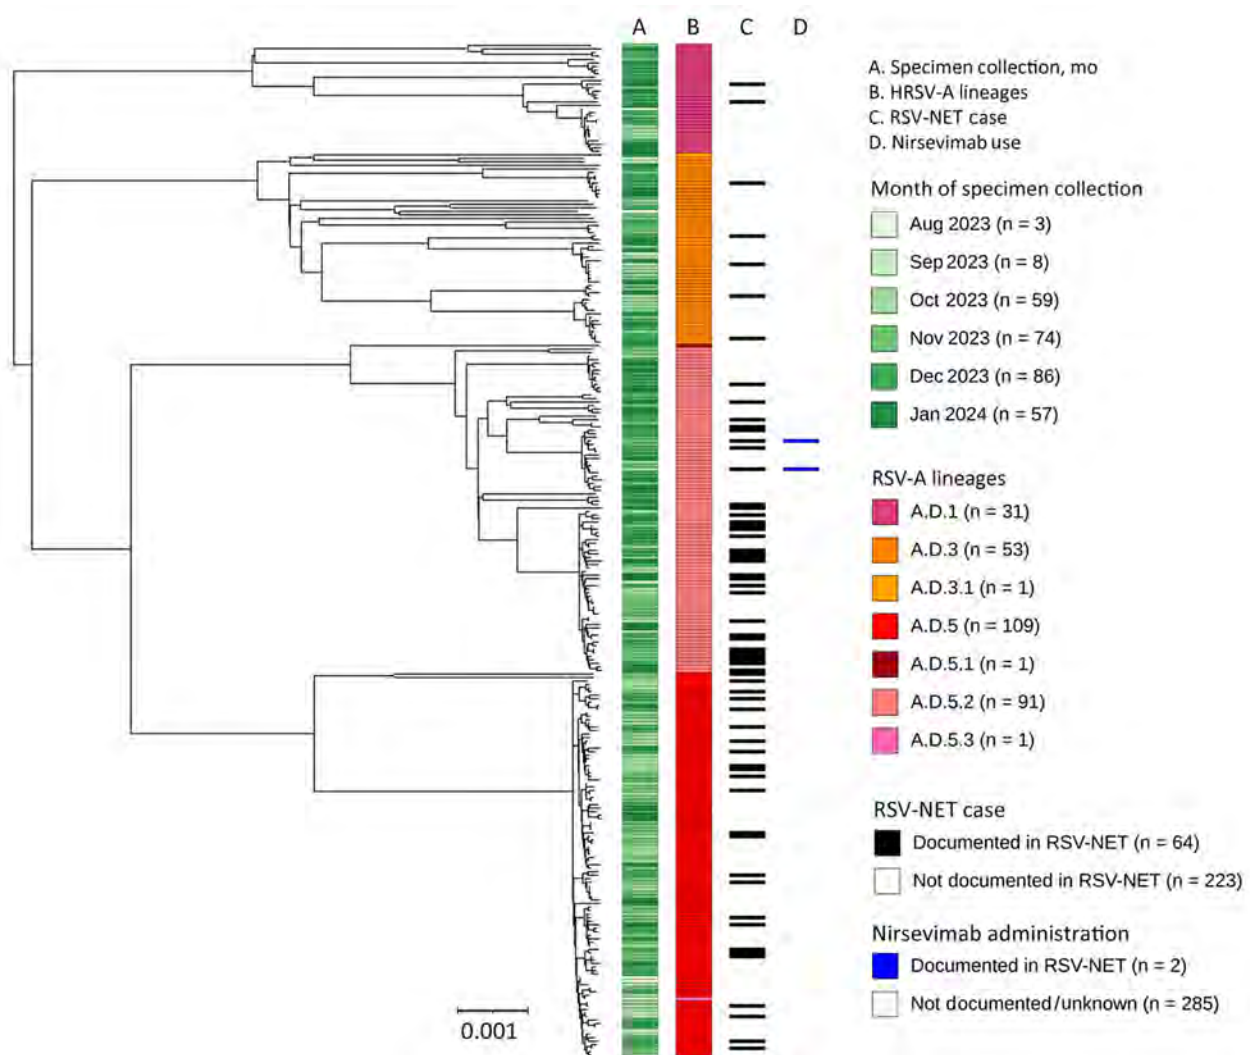 A B C D
A. Specimen collection, mo
B. HRSV-A lineages
C. RSV-NET case
D. Nirsevimab use
Month of specimen collection
Aug 2023 (n = 3)
Sep 2023 (n = 8)
Oct 2023 (n = 59)
Nov 2023 (n = 74)
Dec 2023 (n = 86)
Jan 2024 (n = 57)
RSV-A lineages
A.D.1 (n = 31)
A.D.3 (n = 53)
A.D.3.1 (n = 1)
A.D.5 (n = 109)
A.D.5.1 (n = 1)
A.D.5.2 (n = 91)
A.D.5.3 (n = 1)
RSV-NET case
Documented in RSV-NET (n = 64)
Not documented in RSV-NET (n = 223)
Nirsevimab administration
Documented in RSV-NET (n = 2)
Not documented/unknown (n = 285)
0.001